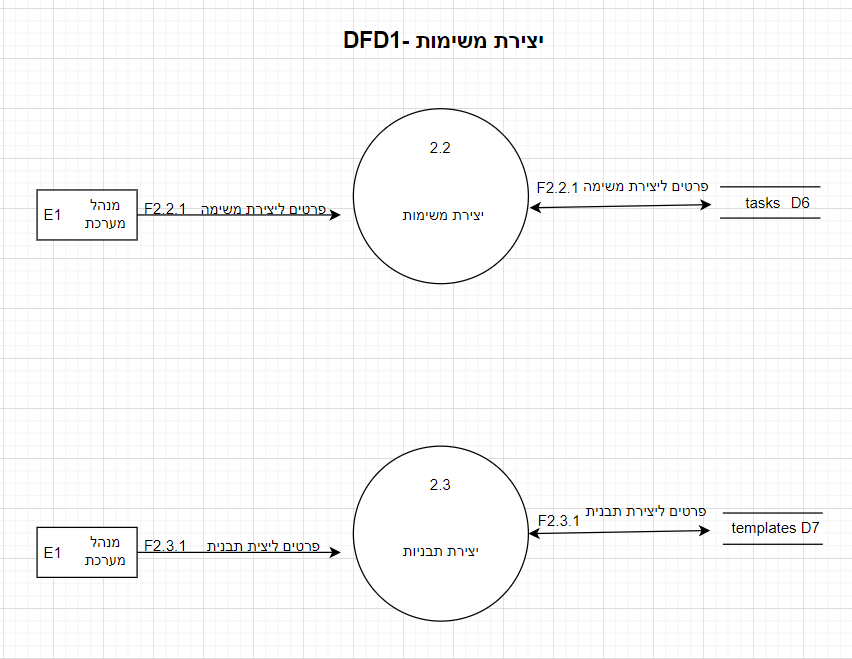 DFD1- יצירת משימות
2.2
יצירת משימות
E1
מנהל
מערכת
F2.2.1 פרטים ליצירת משימה
F2.2.1 פרטים ליצירת משימה
tasks D6
2.3
יצירת תבניות
E1
מנהל
מערכת
F2.3.1 פרטים ליצית תבנית
F2.3.1 פרטים ליצירת תבנית
templates D7